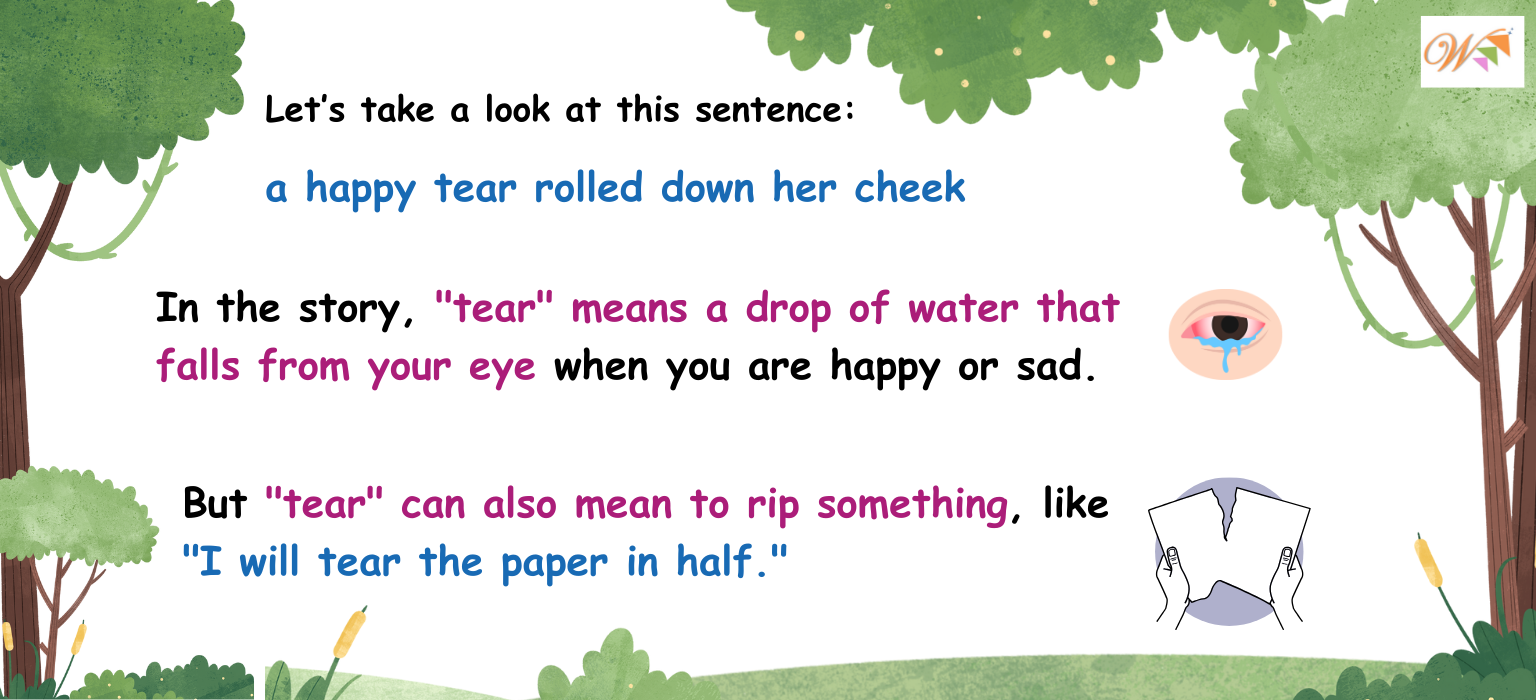 W
Let's take a look at this sentence:
a happy tear rolled down her cheek
In the story, "tear" means a drop of water that
falls from your eye when you are happy or sad.
But "tear" can also mean to rip something, like
"I will tear the paper in half."